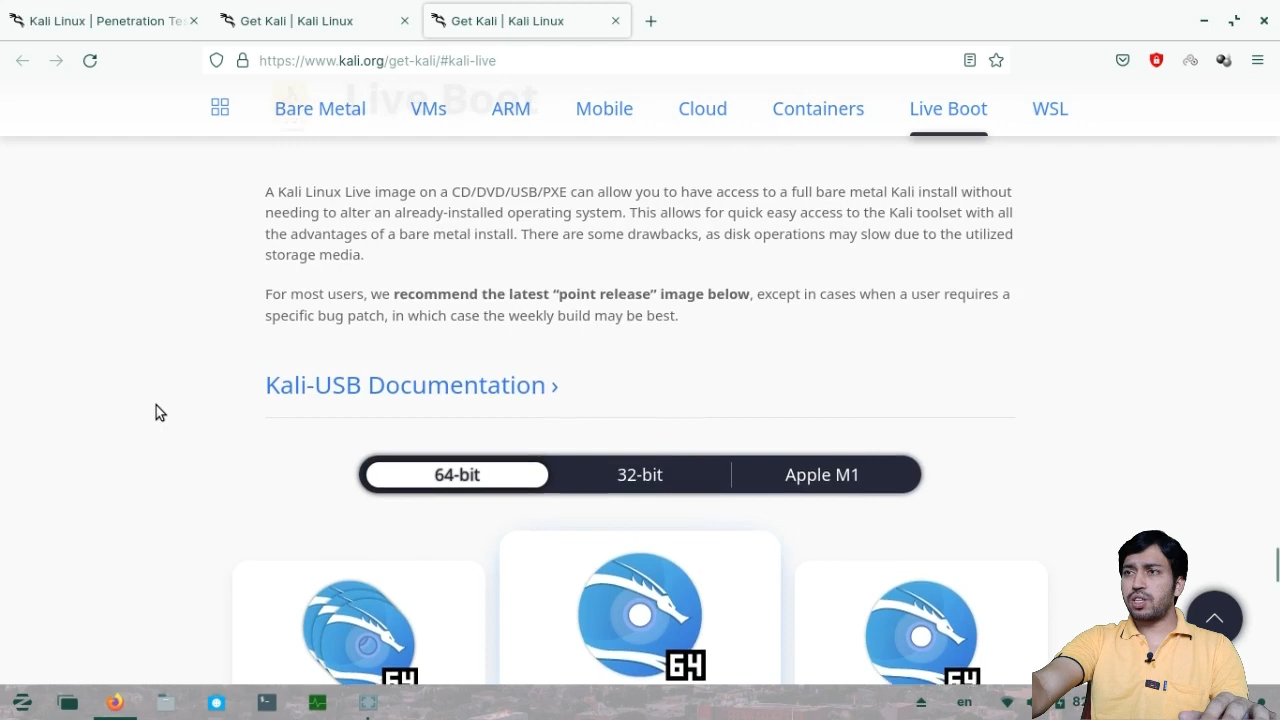 Kali Linux | Penetration Te
Get Kali | Kali Linux
Get Kali | Kali Linux
https://www.kali.org/get-kali/#kali-live
Live Boot
Bare Metal
VMs
ARM
Mobile
Cloud
Containers
Live Boot
WSL
A Kali Linux Live image on a CD/DVD/USB/PXE can allow you to have access to a full bare metal Kali install without
needing to alter an already-installed operating system. This allows for quick easy access to the Kali toolset with all
the advantages of a bare metal install. There are some drawbacks, as disk operations may slow due to the utilized
storage media.
For most users, we recommend the latest “point release” image below, except in cases when a user requires a
specific bug patch, in which case the weekly build may be best.
Kali-USB Documentation ›
64-bit
32-bit
Apple M1
64
64
64
en